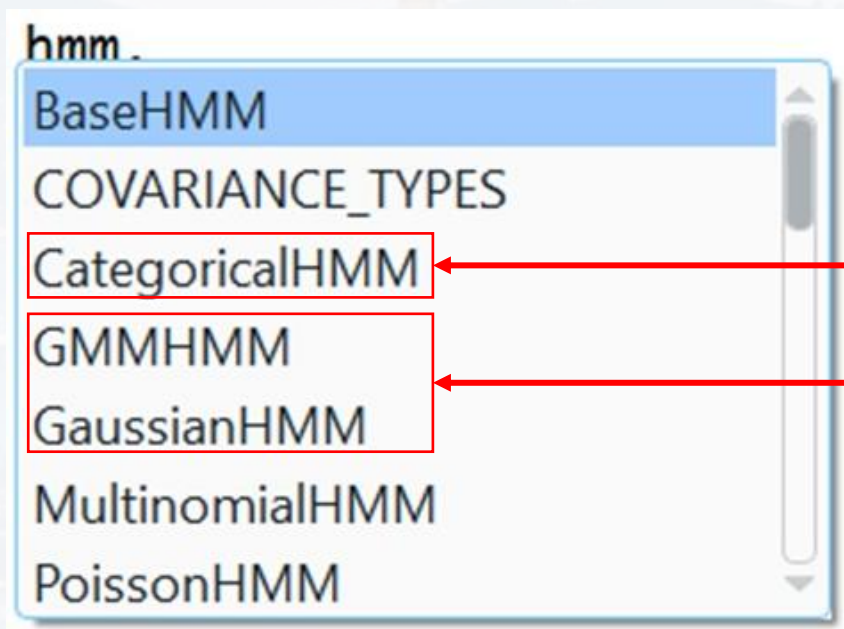 hmm.
BaseHMM
COVARIANCE_TYPES
CategoricalHMM
GMMHMM
GaussianHMM
MultinomialHMM
PoissonHMM